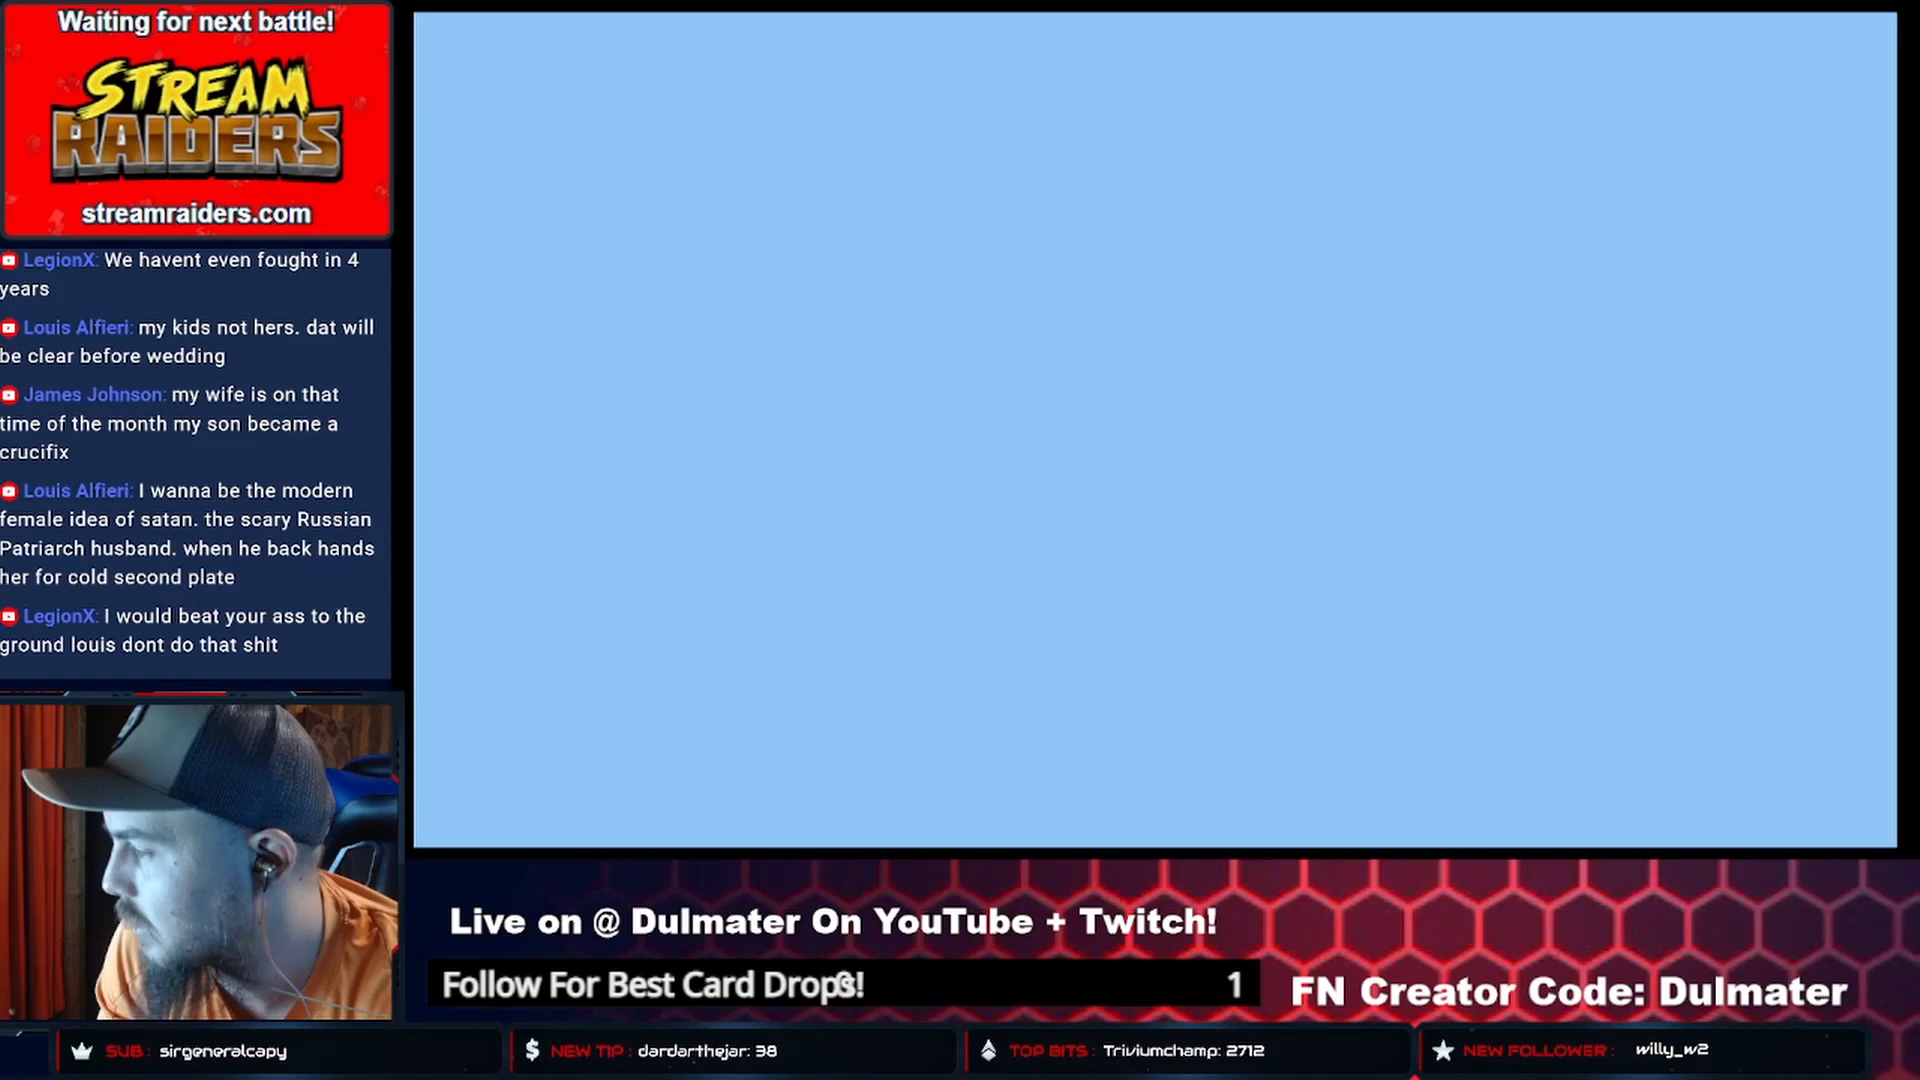 Waiting for next battle!
STREAM
RAIDERS
streamraiders.com
LegionX: We havent even fought in 4
years
Louis Alfieri: my kids not hers. dat will
be clear before wedding
James Johnson: my wife is on that
time of the month my son became a
crucifix
Louis Alfieri: I wanna be the modern
female idea of satan. the scary Russian
Patriarch husband. when he back hands
her for cold second plate
LegionX: I would beat your ass to the
ground louis dont do that shit
Live on @ Dulmater On YouTube + Twitch!
Follow For Best Card Drops! 1
FN Creator Code: Dulmater
SUB : sirgeneralcapy
$ NEW TIP : dardarthejar: 38
TOP BITS : Triviumchamp: 2712
NEW FOLLOWER : willy_w2